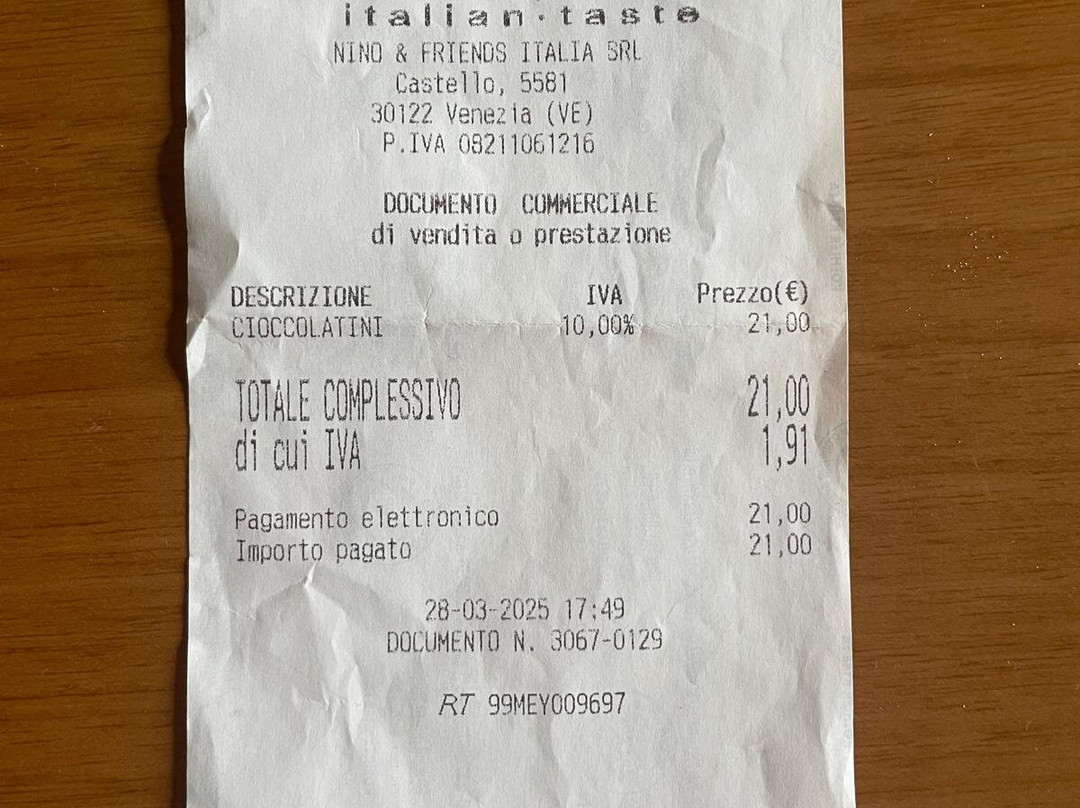 italian·taste
NINO & FRIENDS ITALIA SRL
Castello, 5581
30122 Venezia (VE)
P.IVA 08211061216
DOCUMENTO COMMERCIALE
di vendita o prestazione
DESCRIZIONE IVA Prezzo(€)
CIOCCOLATINI 10,00% 21,00
TOTALE COMPLESSIVO 21,00
di cui IVA 1,91
Pagamento elettronico 21,00
Importo pagato 21,00
28-03-2025 17:49
DOCUMENTO N. 3067-0129
RT 99MEY009697